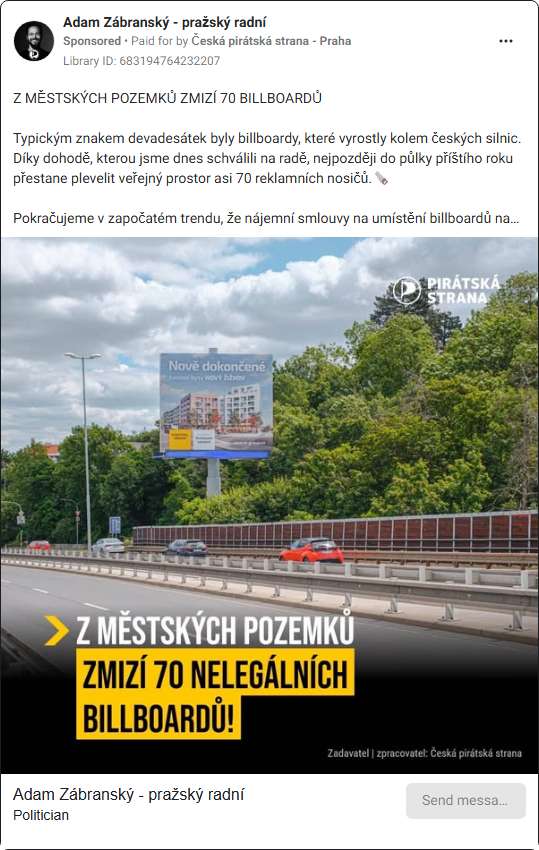 Adam Zábranský - pražský radní
Sponsored • Paid for by Česká pirátská strana - Praha
Library ID: 683194764232207
Z MĚSTSKÝCH POZEMKŮ ZMIZÍ 70 BILLBOARDŮ
Typickým znakem devadesátek byly billboardy, které vyrostly kolem českých silnic.
Díky dohodě, kterou jsme dnes schválili na radě, nejpozději do půlky příštího roku
přestane plevelit veřejný prostor asi 70 reklamních nosičů.
Pokračujeme v započatém trendu, že nájemní smlouvy na umístění billboardů na...
PIRÁTSKÁ
STRANA
Nově dokončené
Z MĚSTSKÝCH POZEMKŮ
ZMIZÍ 70 NELEGÁLNÍCH
BILLBOARDŮ!
Zadavatel | zpracovatel: Česká pirátská strana
Adam Zábranský - pražský radní
Politician
Send messa...